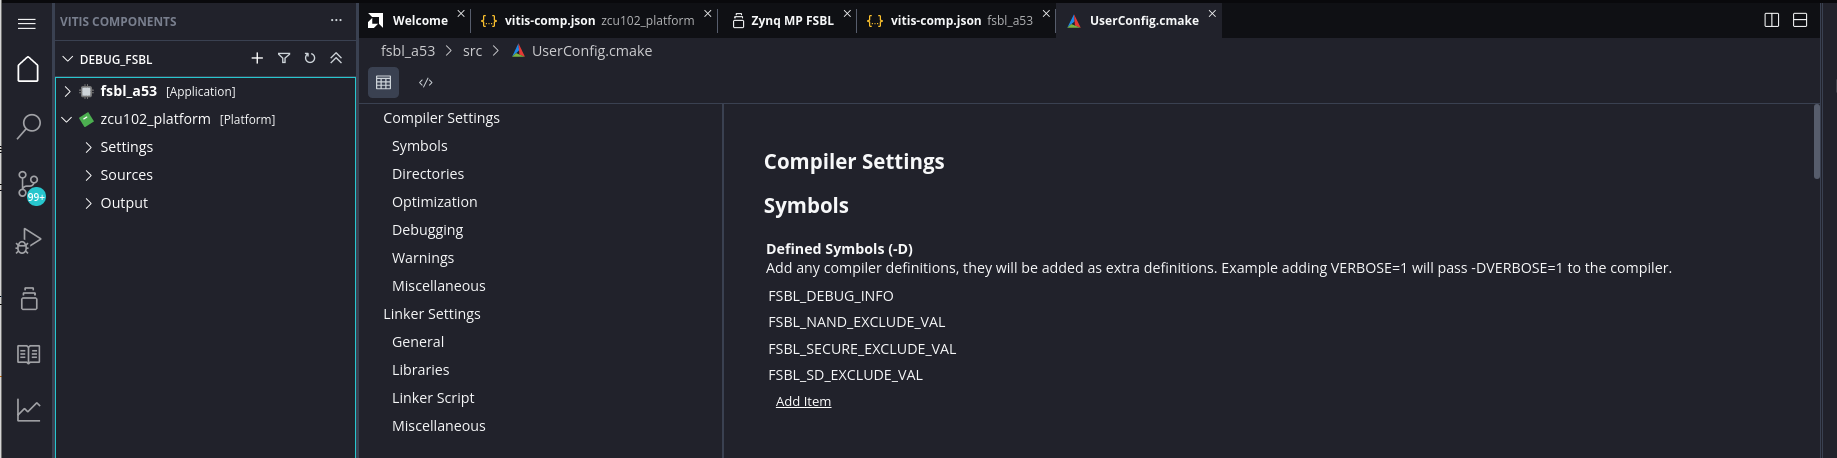 VITIS COMPONENTS
Welcome
vitis-comp.json zcu102_platform
Zynq MP FSBL
vitis-comp.json fsbl_a53
UserConfig.cmake
DEBUG_FSBL
fsbl_a53 [Application]
zcu102_platform [Platform]
Settings
Sources
Output
99+
fsbl_a53 > src > UserConfig.cmake
Compiler Settings
Symbols
Directories
Optimization
Debugging
Warnings
Miscellaneous
Linker Settings
General
Libraries
Linker Script
Miscellaneous
Compiler Settings
Symbols
Defined Symbols (-D)
Add any compiler definitions, they will be added as extra definitions. Example adding VERBOSE=1 will pass -DVERBOSE=1 to the compiler.
FSBL_DEBUG_INFO
FSBL_NAND_EXCLUDE_VAL
FSBL_SECURE_EXCLUDE_VAL
FSBL_SD_EXCLUDE_VAL
Add Item